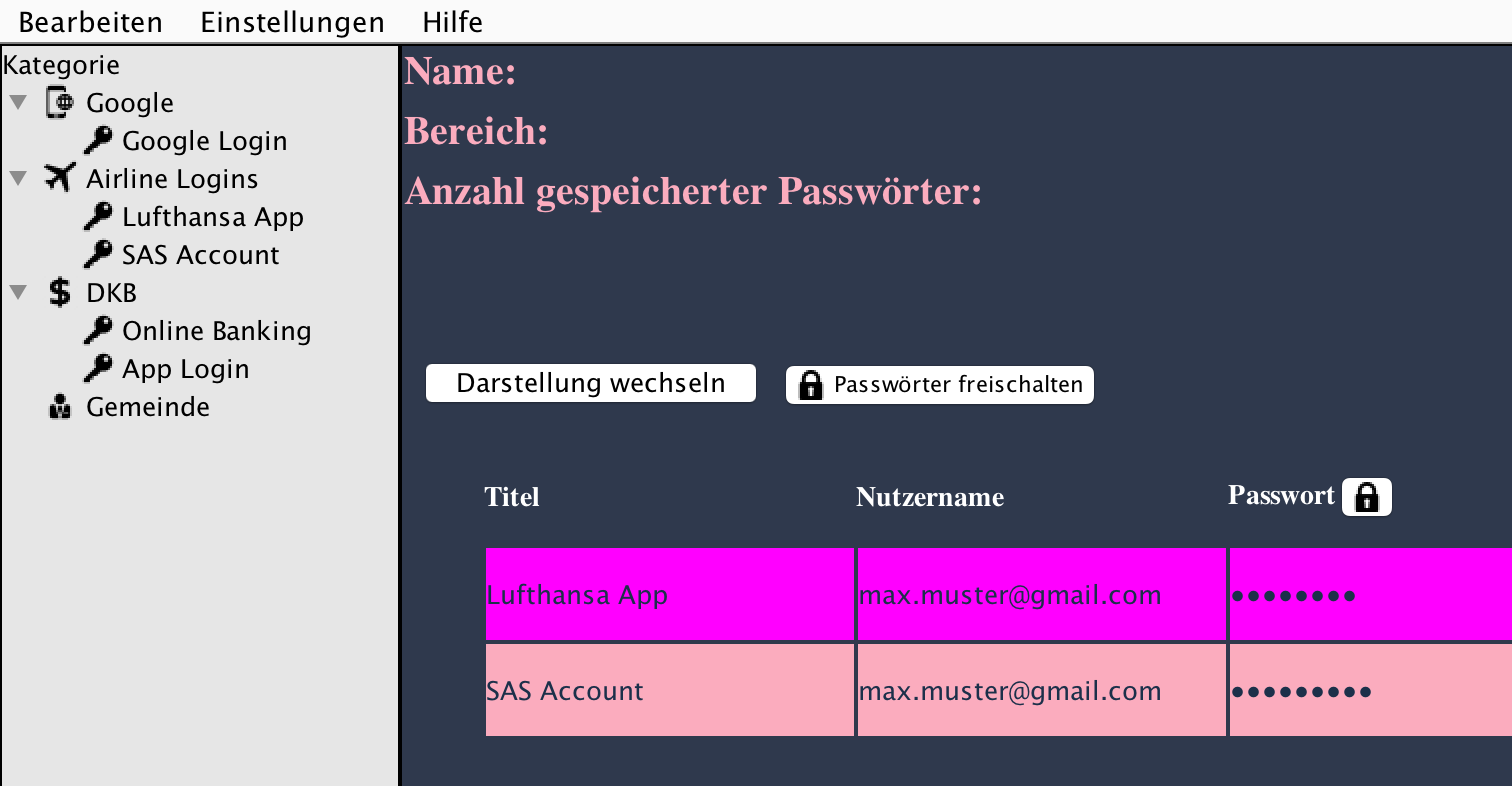 Bearbeiten Einstellungen Hilfe
Kategorie
Google
Google Login
Airline Logins
Lufthansa App
SAS Account
DKB
Online Banking
App Login
Gemeinde
Name:
Bereich:
Anzahl gespeicherter Passwörter:
Darstellung wechseln Passwörter freischalten
Titel Nutzername Passwort
Lufthansa App max.muster@gmail.com ••••••••
SAS Account max.muster@gmail.com •••••••••